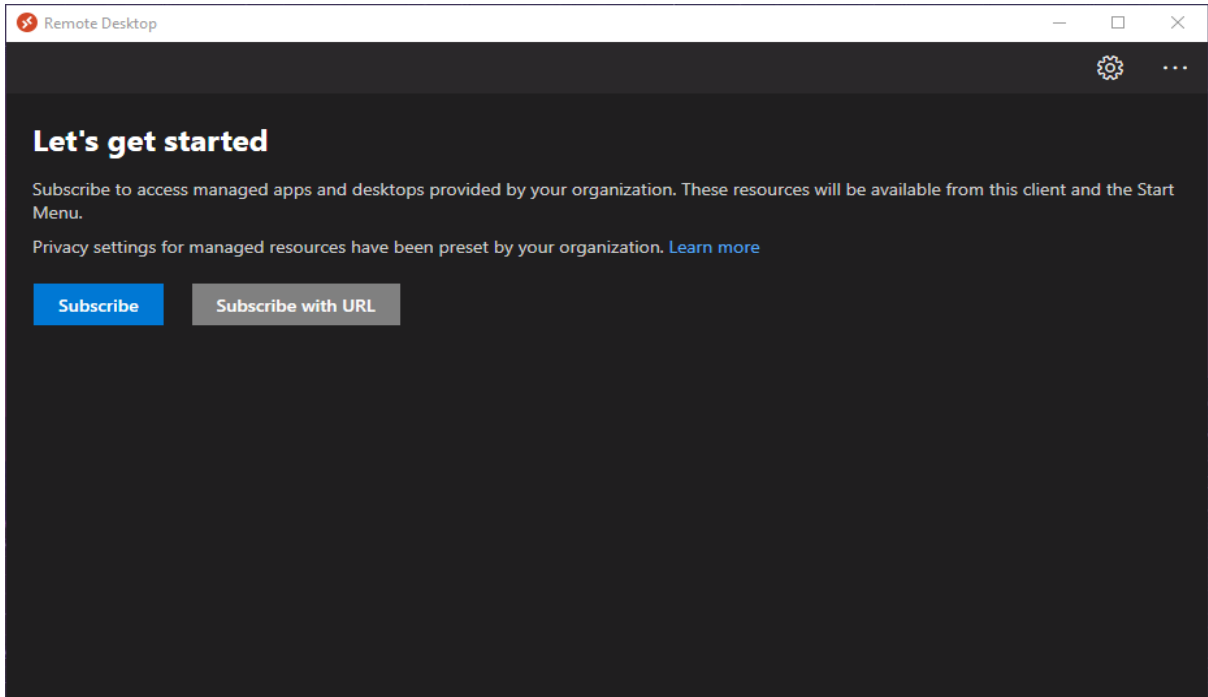 Remote Desktop
Let's get started
Subscribe to access managed apps and desktops provided by your organization. These resources will be available from this client and the Start
Menu.
Privacy settings for managed resources have been preset by your organization. Learn more
Subscribe
Subscribe with URL